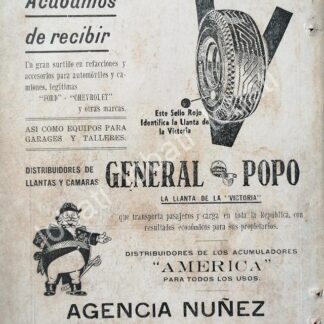 Acabamos
de recibir
Un gran surtido en refacciones y
accesorios para automóviles y ca-
miones, legítimas
"FORD" - "CHEVROLET"
y otras marcas.
ASI COMO EQUIPOS PARA
GARAGES Y TALLERES.
Este Sello Rojo
Identifica la Llanta de
la Victoria
DISTRIBUIDORES DE
LLANTAS Y CAMARAS
GENERAL POPO
LA LLANTA DE LA "VICTORIA"
que transporta pasajeros y carga en toda la República, con
resultados económicos para sus propietarios.
DISTRIBUIDORES DE LOS ACUMULADORES
"AMERICA"
PARA TODOS LOS USOS.
AGENCIA NUÑEZ